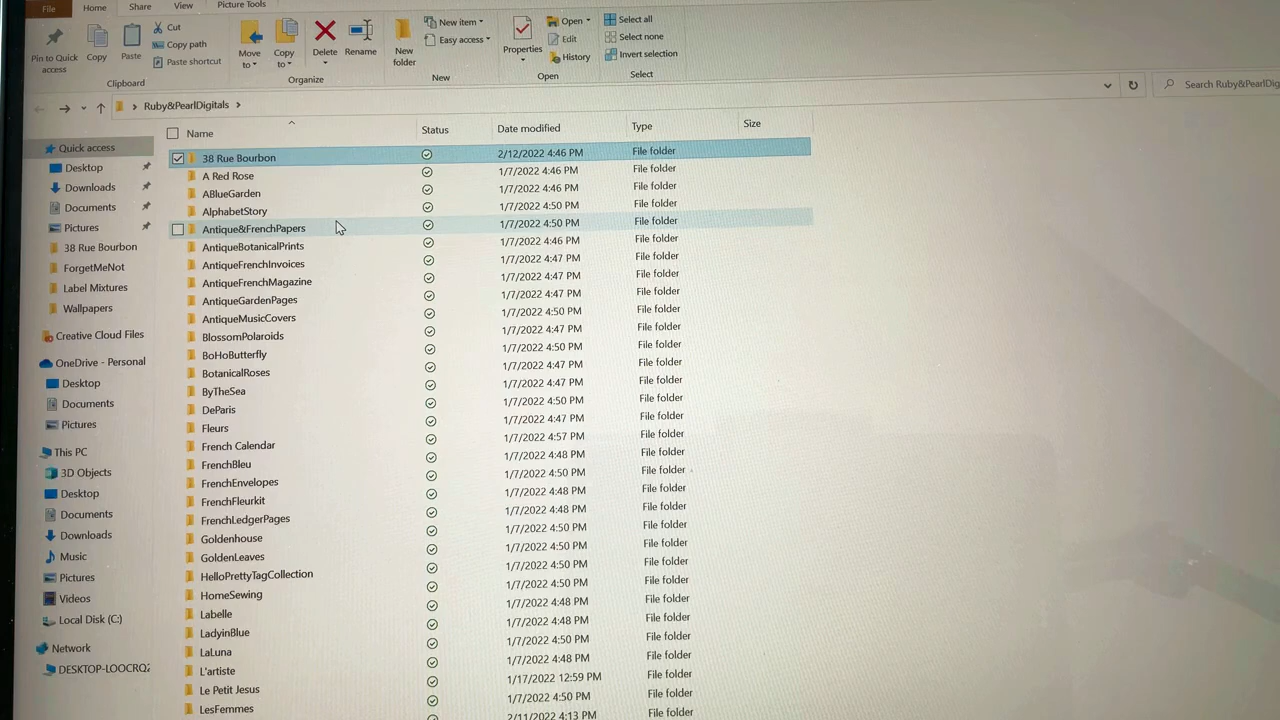 File Home Share View Picture Tools
Pin to Quick access
Copy
Paste
Cut
Copy path
Paste shortcut
Clipboard
Move to
Copy to
Delete
Rename
Organize
New folder
New item
Easy access
New
Properties
Open
Edit
History
Open
Select all
Select none
Invert selection
Select
Ruby&PearlDigitals
Search Ruby&PearlDig
Quick access
Desktop
Downloads
Documents
Pictures
38 Rue Bourbon
ForgetMeNot
Label Mixtures
Wallpapers
Creative Cloud Files
OneDrive - Personal
Desktop
Documents
Pictures
This PC
3D Objects
Desktop
Documents
Downloads
Music
Pictures
Videos
Local Disk (C:)
Network
DESKTOP-LOOCRQ2
Name Status Date modified Type Size
38 Rue Bourbon 2/12/2022 4:46 PM File folder
A Red Rose 1/7/2022 4:46 PM File folder
ABlueGarden 1/7/2022 4:46 PM File folder
AlphabetStory 1/7/2022 4:50 PM File folder
Antique&FrenchPapers 1/7/2022 4:50 PM File folder
AntiqueBotanicalPrints 1/7/2022 4:46 PM File folder
AntiqueFrenchInvoices 1/7/2022 4:47 PM File folder
AntiqueFrenchMagazine 1/7/2022 4:47 PM File folder
AntiqueGardenPages 1/7/2022 4:47 PM File folder
AntiqueMusicCovers 1/7/2022 4:50 PM File folder
BlossomPolaroids 1/7/2022 4:47 PM File folder
BoHoButterfly 1/7/2022 4:50 PM File folder
BotanicalRoses 1/7/2022 4:47 PM File folder
ByTheSea 1/7/2022 4:47 PM File folder
DeParis 1/7/2022 4:50 PM File folder
Fleurs 1/7/2022 4:47 PM File folder
French Calendar 1/7/2022 4:57 PM File folder
FrenchBleu 1/7/2022 4:48 PM File folder
FrenchEnvelopes 1/7/2022 4:50 PM File folder
FrenchFleurkit 1/7/2022 4:48 PM File folder
FrenchLedgerPages 1/7/2022 4:48 PM File folder
Goldenhouse 1/7/2022 4:50 PM File folder
GoldenLeaves 1/7/2022 4:50 PM File folder
HelloPrettyTagCollection 1/7/2022 4:50 PM File folder
HomeSewing 1/7/2022 4:50 PM File folder
Labelle 1/7/2022 4:48 PM File folder
LadyinBlue 1/7/2022 4:48 PM File folder
LaLuna 1/7/2022 4:50 PM File folder
L'artiste 1/7/2022 4:48 PM File folder
Le Petit Jesus 1/17/2022 12:59 PM File folder
LesFemmes 1/7/2022 4:50 PM File folder
2/11/2022 4:13 PM File folder